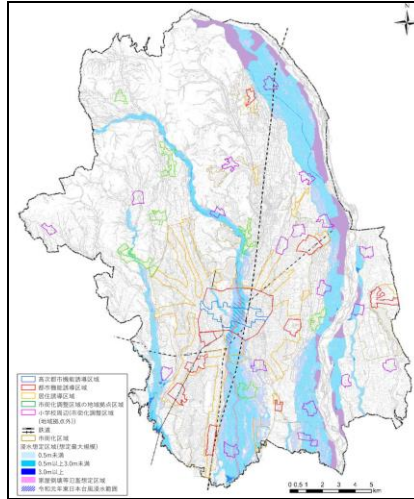 N
高次都市機能誘導区域
都市機能誘導区域
居住誘導区域
市街化調整区域の地域拠点区域
小学校周辺(市街化調整区域
(地域拠点外))
鉄道
市街化区域
浸水想定区域(想定最大規模)
0.5m未満
0.5m以上3.0m未満
3.0m以上
家屋倒壊等氾濫想定区域
令和元年東日本台風浸水範囲
0 0.5 1 2 3 4 5
km